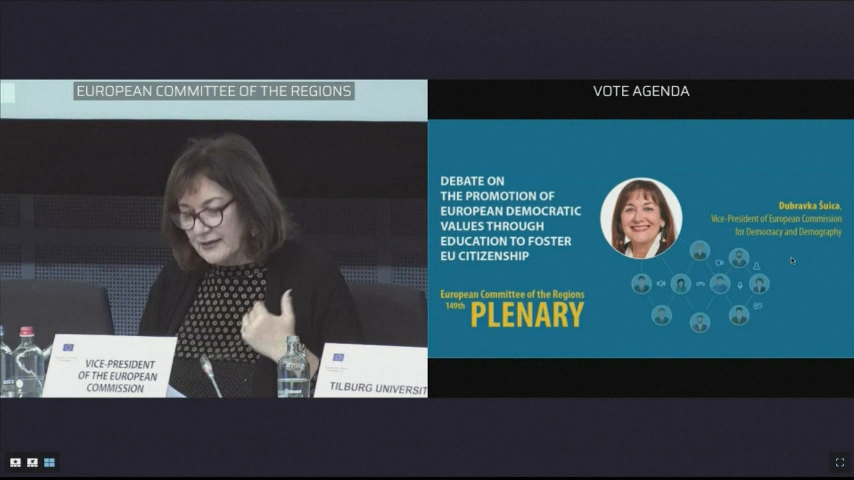 EUROPEAN COMMITTEE OF THE REGIONS
VICE-PRESIDENT
OF THE EUROPEAN
COMMISSION
TILBURG UNIVERSIT
VOTE AGENDA
DEBATE ON
THE PROMOTION OF
EUROPEAN DEMOCRATIC
VALUES THROUGH
EDUCATION TO FOSTER
EU CITIZENSHIP
European Committee of the Regions
149th PLENARY
Dubravka Šuica,
Vice-President of European Commission
for Democracy and Demography